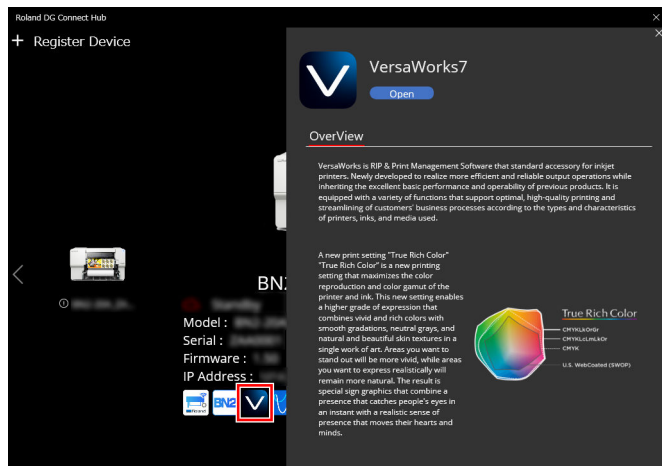 Roland DG Connect Hub
+ Register Device
VersaWorks7
Open
OverView
VersaWorks is RIP & Print Management Software that standard accessory for inkjet
printers. Newly developed to realize more efficient and reliable output operations while
inheriting the excellent basic performance and operability of previous products. It is
equipped with a variety of functions that support optimal, high-quality printing and
streamlining of customers' business processes according to the types and characteristics
of printers, inks, and media used.
A new print setting "True Rich Color"
"True Rich Color" is a new printing
setting that maximizes the color
reproduction and color gamut of the
printer and ink. This new setting enables
a higher grade of expression that
combines vivid and rich colors with
smooth gradations, neutral grays, and
natural and beautiful skin textures in a
single work of art. Areas you want to
stand out will be more vivid, while areas
you want to express realistically will
remain more natural. The result is
special sign graphics that combine a
presence that catches people's eyes in
an instant with a realistic sense of
presence that moves their hearts and
minds.
True Rich Color
CMYKLkOrGr
CMYKLcLmLkOr
CMYK
U.S. WebCoated (SWOP)
BN2
Model :
Serial :
Firmware :
IP Address :
Roland
BN2
V